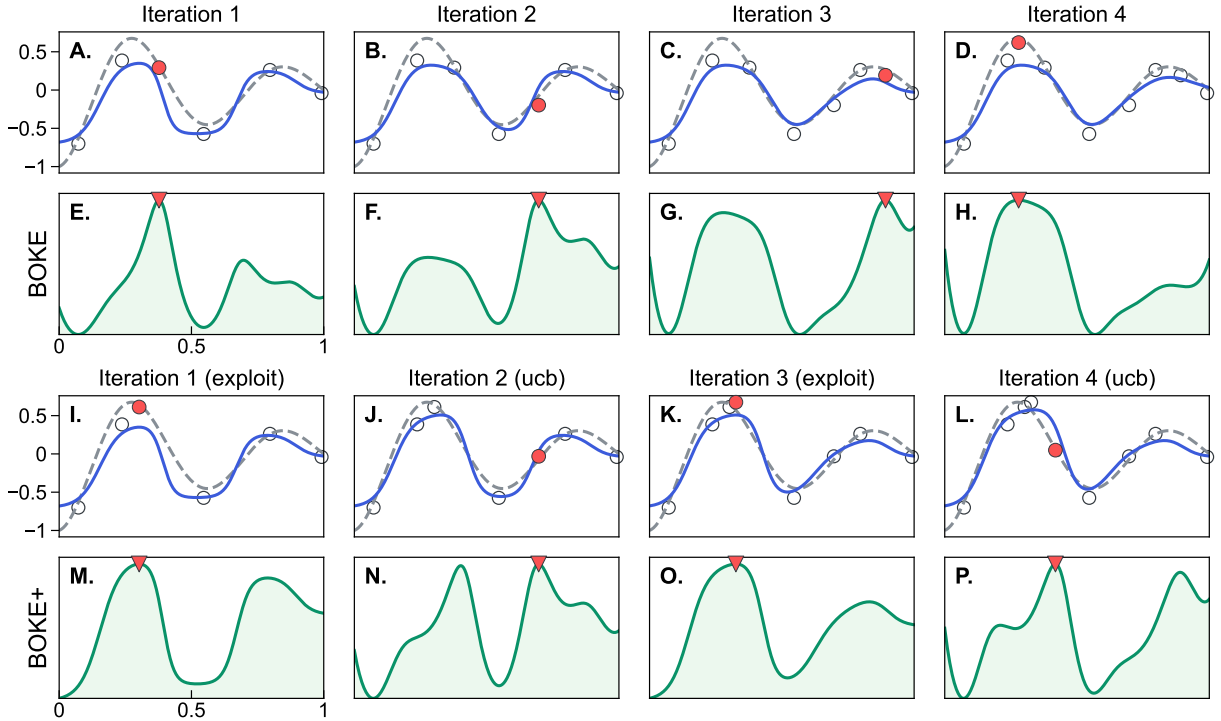 Iteration 1 Iteration 2 Iteration 3 Iteration 4
A. B. C. D.
0.5
0
−0.5
−1
E. F. G. H.
BOKE
0 0.5 1
Iteration 1 (exploit) Iteration 2 (ucb) Iteration 3 (exploit) Iteration 4 (ucb)
I. J. K. L.
0.5
0
−0.5
−1
M. N. O. P.
BOKE+
0 0.5 1